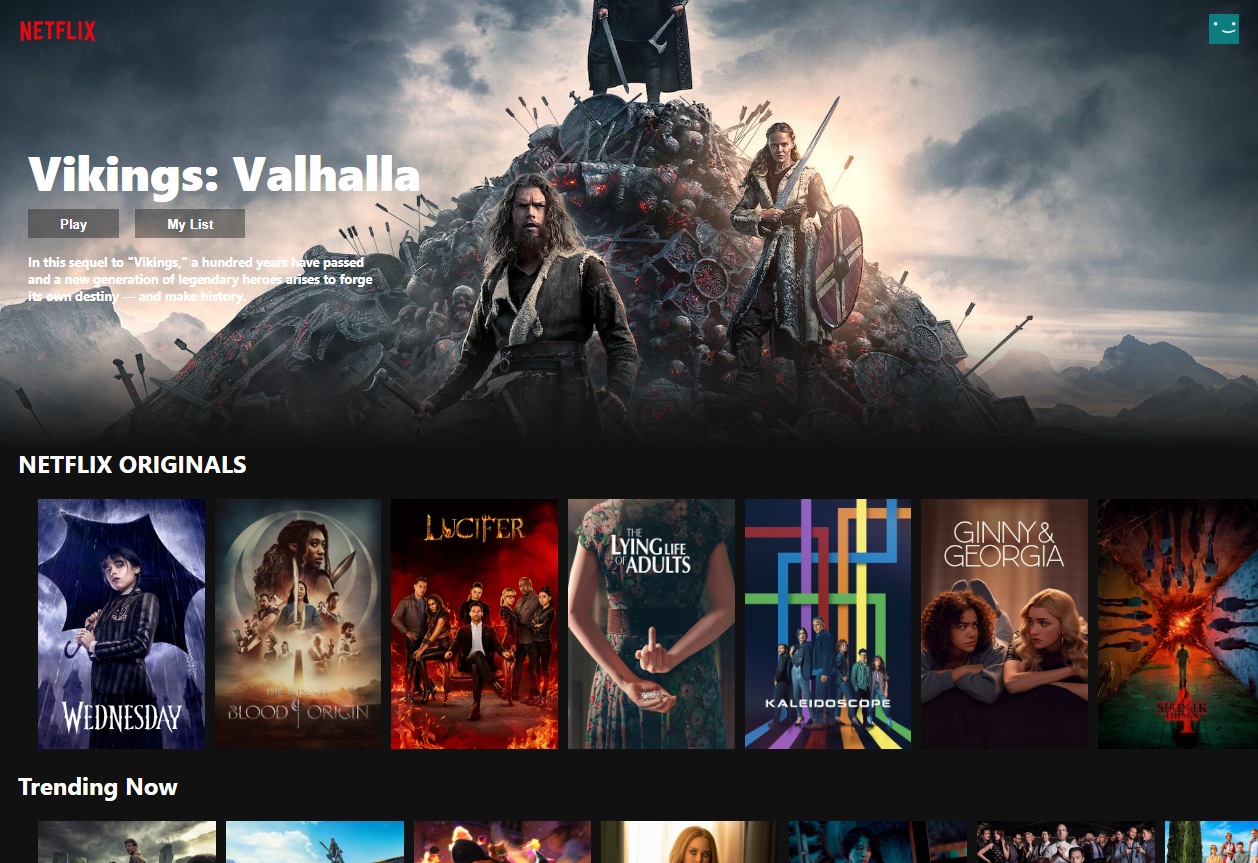 NETFLIX
Vikings: Valhalla
Play
My List
In this sequel to "Vikings," a hundred years have passed
and a new generation of legendary heroes arises to forge
its own destiny — and make history.
NETFLIX ORIGINALS
WEDNESDAY
THE WITCHER
BLOOD ORIGIN
LUCIFER
THE
LYING LIFE
OF ADULTS
KALEIDOSCOPE
GINNY &
GEORGIA
STRANGER
THINGS
4
Trending Now